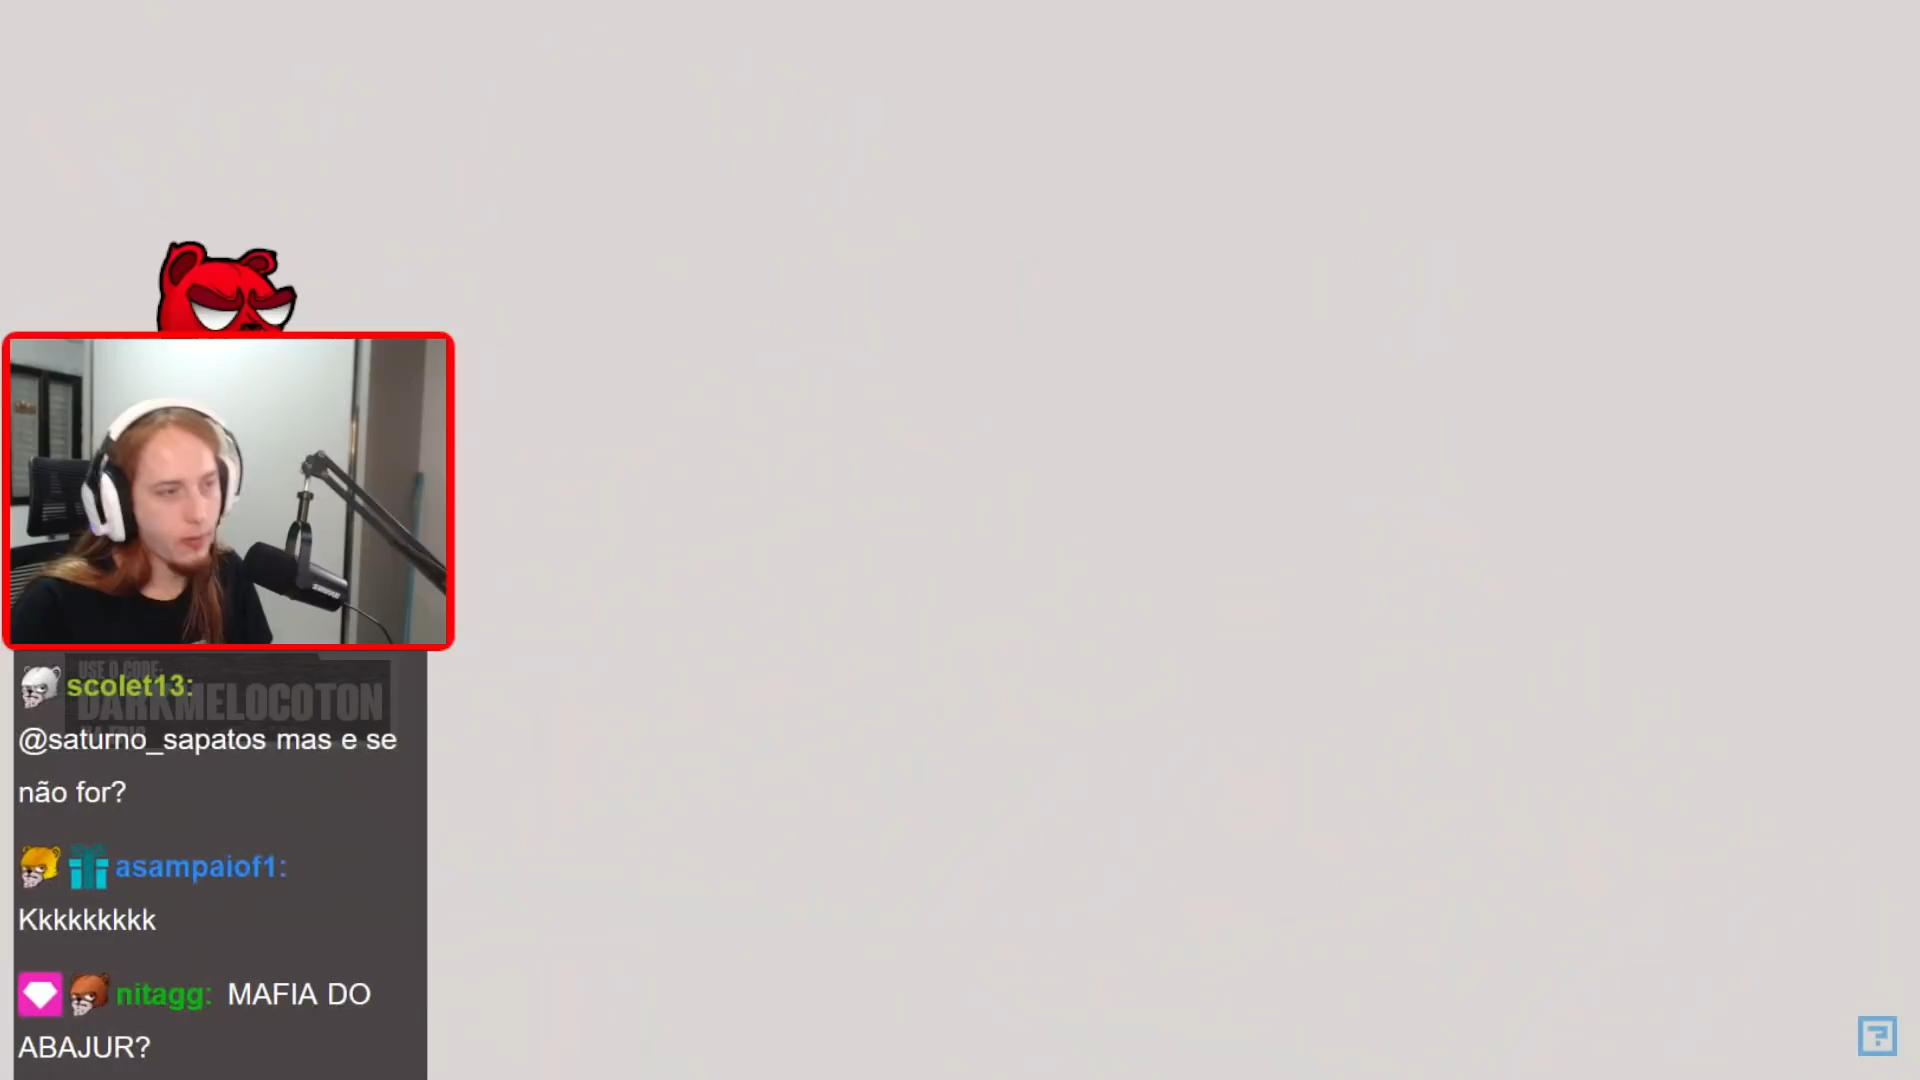 USE O CODE:
scolet13:
DARKMELOCOTON
@saturno_sapatos mas e se
não for?
asampaiof1:
Kkkkkkkkk
nitagg: MAFIA DO
ABAJUR?